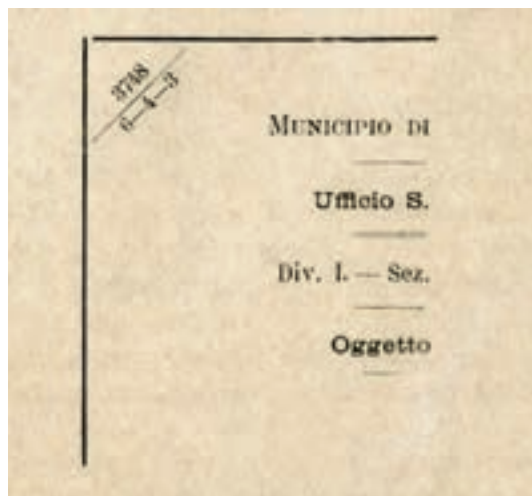 3748
6—4—3
MUNICIPIO DI
Ufficio S.
Div. I. — Sez.
Oggetto